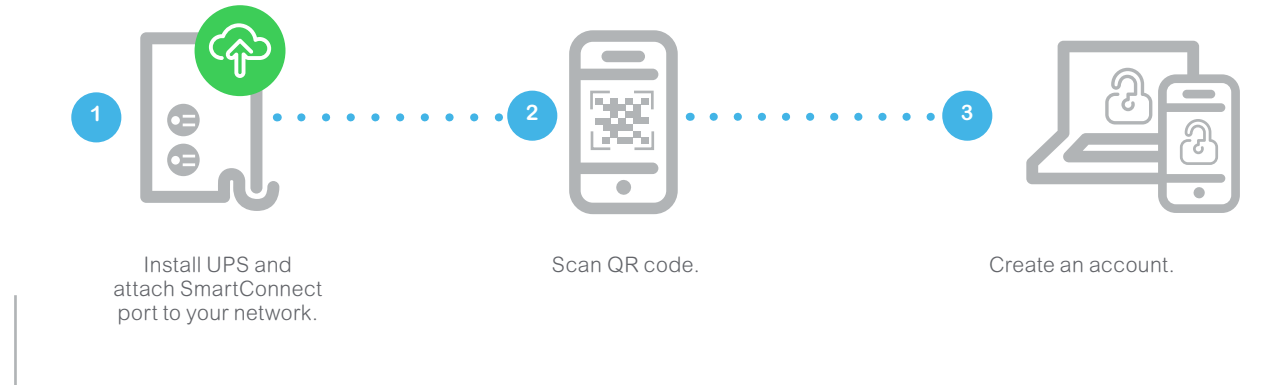 1
2
3
Install UPS and
attach SmartConnect
port to your network.
Scan QR code.
Create an account.